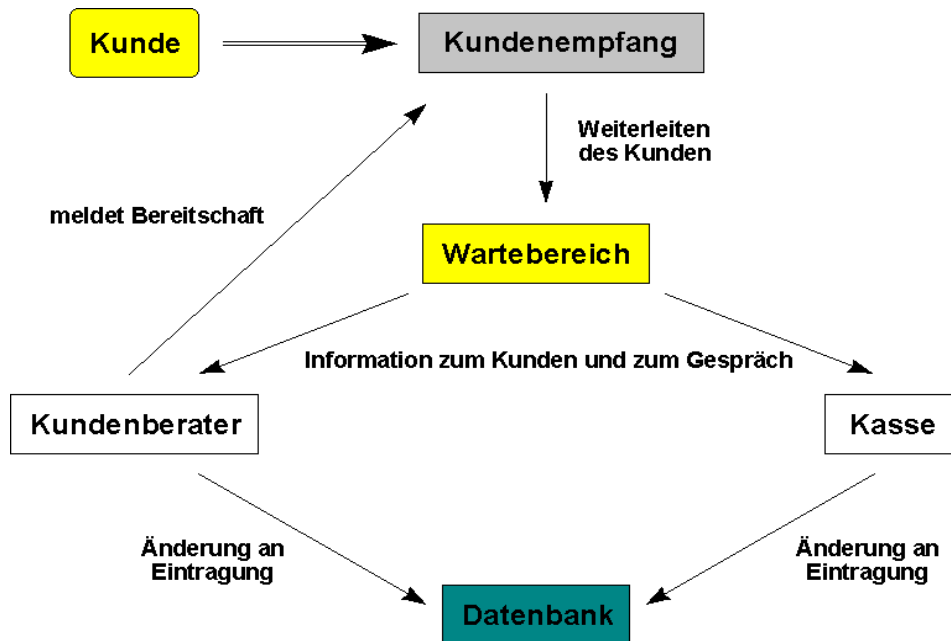 Kunde
Kundenempfang
Weiterleiten
des Kunden
meldet Bereitschaft
Wartebereich
Information zum Kunden und zum Gespräch
Kundenberater
Kasse
Änderung an
Eintragung
Änderung an
Eintragung
Datenbank